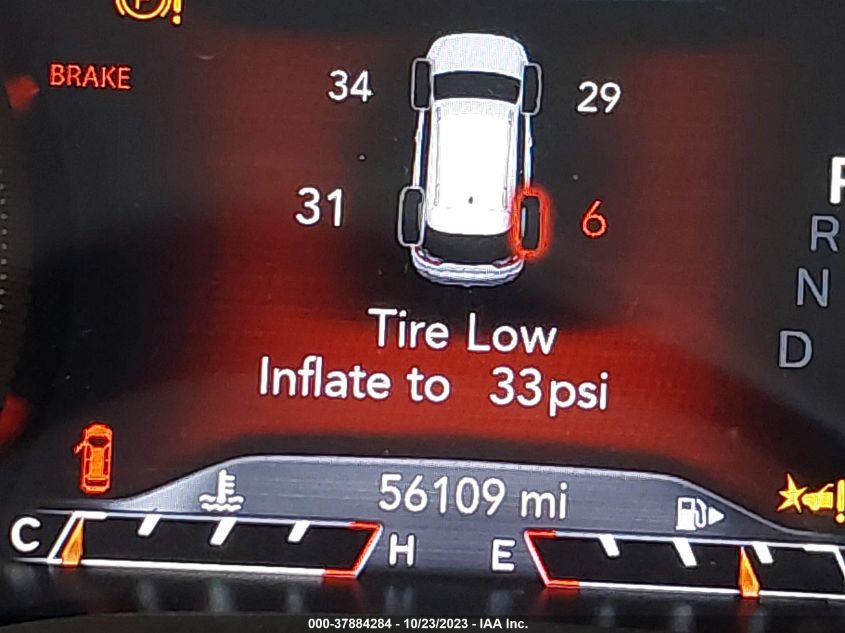 BRAKE
34
29
31
6
P
R
N
D
Tire Low
Inflate to 33psi
56109 mi
C
H
E
000-37884284 - 10/23/2023 - IAA Inc.